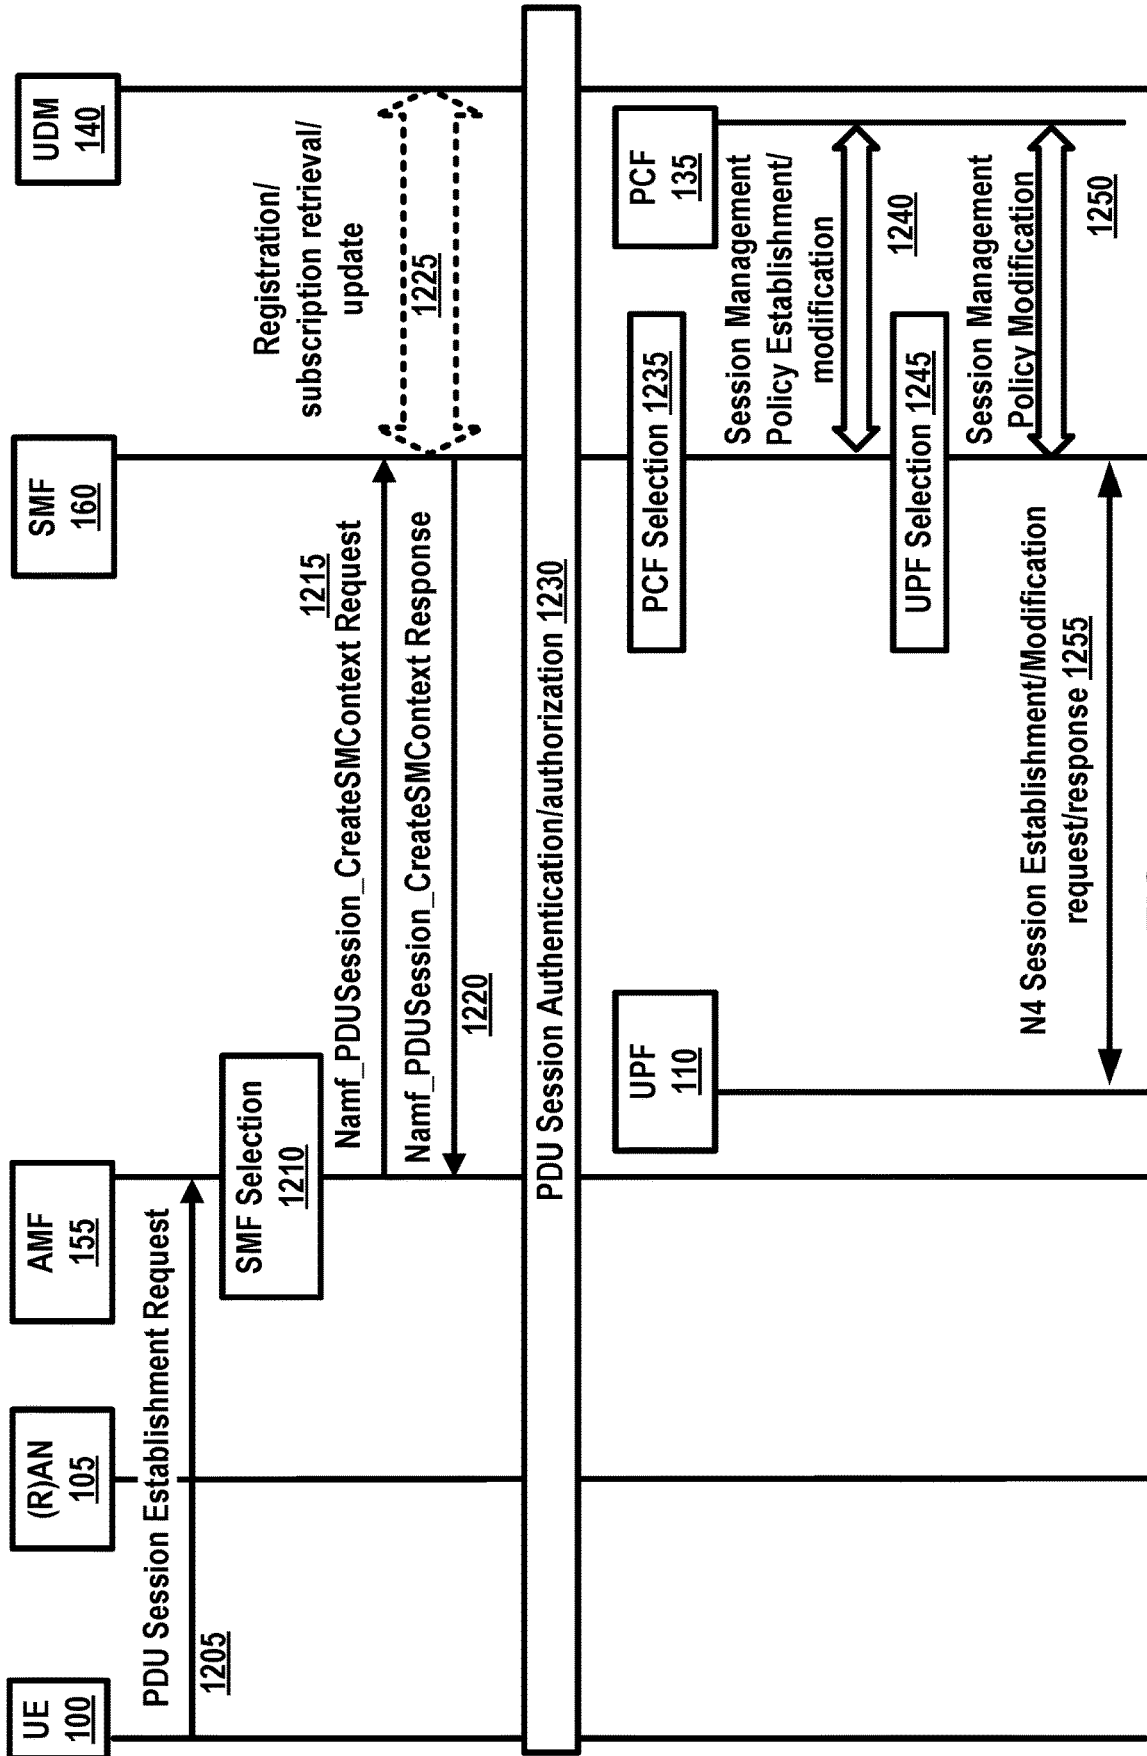 UE
100
(R)AN
105
AMF
155
SMF
160
UDM
140
PDU Session Establishment Request
1205
SMF Selection
1210
Registration/
subscription retrieval/
update
1225
1215
Namf_PDUSession_CreateSMContext Request
Namf_PDUSession_CreateSMContext Response
1220
PDU Session Authentication/authorization 1230
UPF
110
PCF
135
PCF Selection 1235
Session Management
Policy Establishment/
modification
1240
UPF Selection 1245
Session Management
Policy Modification
1250
N4 Session Establishment/Modification
request/response 1255